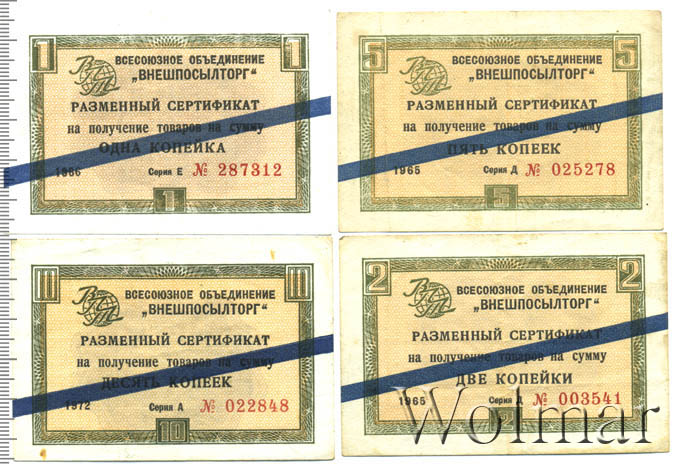 1 1
ВСЕСОЮЗНОЕ ОБЪЕДИНЕНИЕ
„ВНЕШПОСЫЛТОРГ"
РАЗМЕННЫЙ СЕРТИФИКАТ
на получение товаров на сумму
ОДНА КОПЕЙКА
1966 Серия Е № 287312
1
5 5
ВСЕСОЮЗНОЕ ОБЪЕДИНЕНИЕ
„ВНЕШПОСЫЛТОРГ"
РАЗМЕННЫЙ СЕРТИФИКАТ
на получение товаров на сумму
ПЯТЬ КОПЕЕК
1965 Серия Д № 025278
5
10 10
ВСЕСОЮЗНОЕ ОБЪЕДИНЕНИЕ
„ВНЕШПОСЫЛТОРГ"
РАЗМЕННЫЙ СЕРТИФИКАТ
на получение товаров на сумму
ДЕСЯТЬ КОПЕЕК
1972 Серия А № 022848
10
2 2
ВСЕСОЮЗНОЕ ОБЪЕДИНЕНИЕ
„ВНЕШПОСЫЛТОРГ"
РАЗМЕННЫЙ СЕРТИФИКАТ
на получение товаров на сумму
ДВЕ КОПЕЙКИ
1965 Серия Д № 003541
2
Wolmar